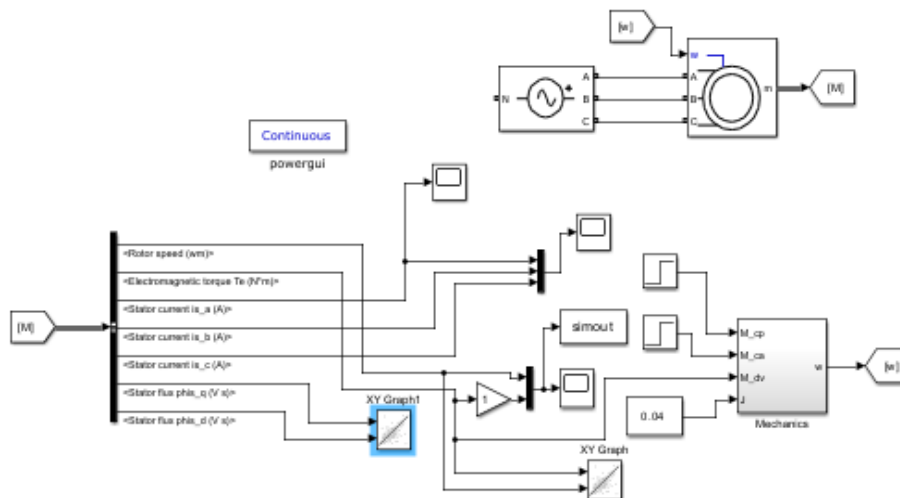 [w]
w
A
A
N
B
B
m
[M]
C
C
Continuous
powergui
<Rotor speed (wm)>
<Electromagnetic torque Te (N*m)>
[M]
<Stator current is_a (A)>
<Stator current is_b (A)>
<Stator current is_c (A)>
<Stator flux phis_q (V s)>
<Stator flux phis_d (V s)>
simout
M_cp
M_ca
w
[w]
M_dv
J
XY Graph1
1
0.04
Mechanics
XY Graph